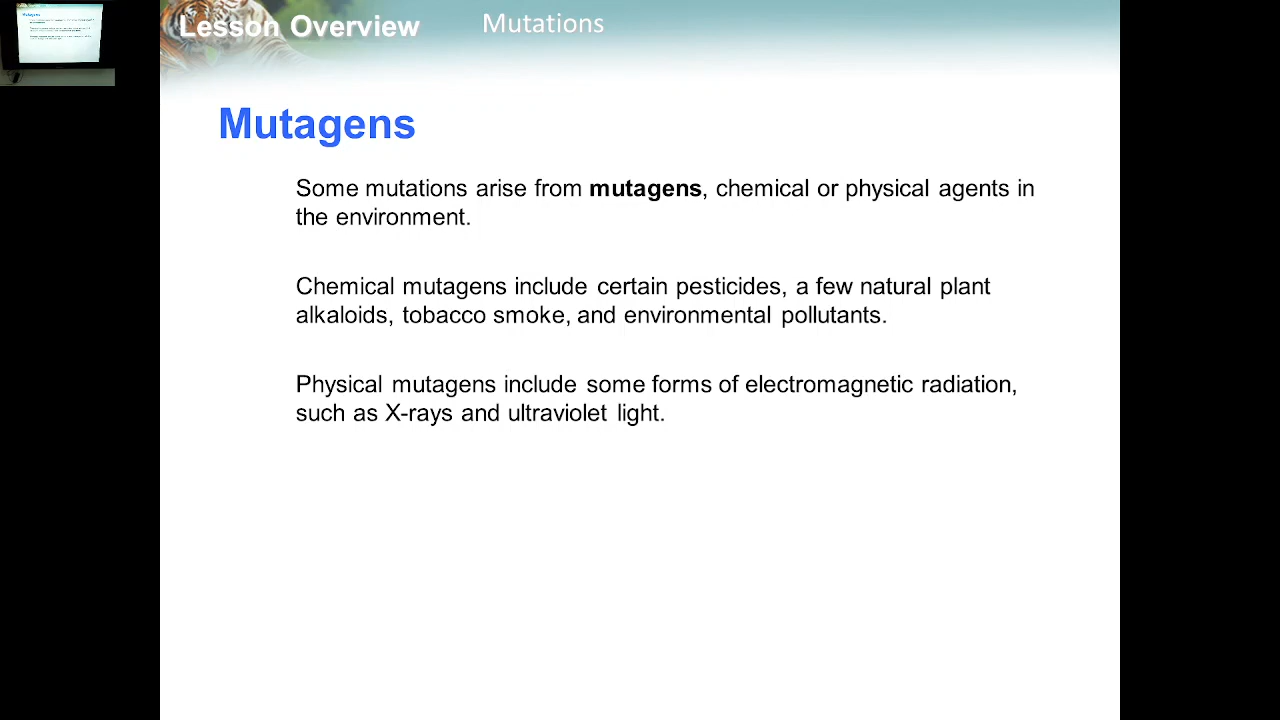 Lesson Overview Mutations
Mutagens
Some mutations arise from mutagens, chemical or physical agents in
the environment.
Chemical mutagens include certain pesticides, a few natural plant
alkaloids, tobacco smoke, and environmental pollutants.
Physical mutagens include some forms of electromagnetic radiation,
such as X-rays and ultraviolet light.
Mutagens